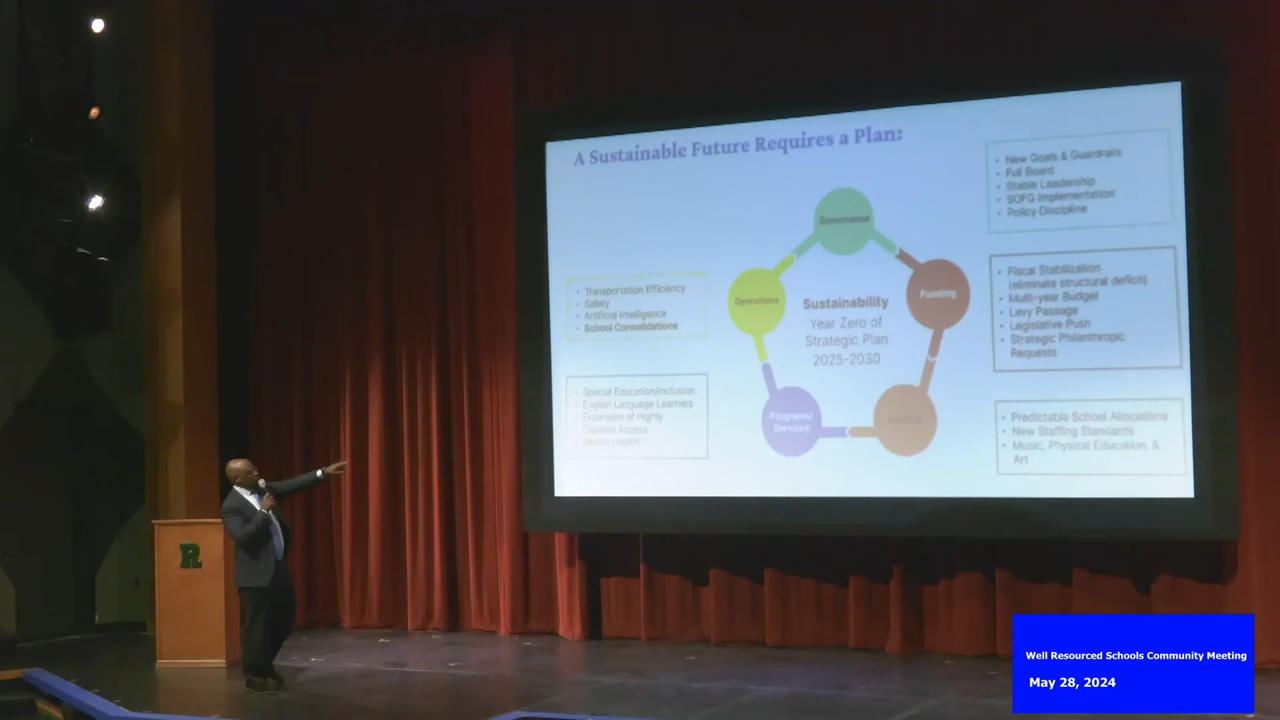 A Sustainable Future Requires a Plan:
• New Goals & Guardrails
• Full Board
• Stable Leadership
• SOFG Implementation
• Policy Discipline
Governance
• Transportation Efficiency
• Safety
• Artificial Intelligence
• School Consolidations
Operations
Sustainability
Year Zero of
Strategic Plan
2025-2030
Funding
• Fiscal Stabilization
(eliminate structural deficit)
• Multi-year Budget
• Levy Passage
• Legislative Push
• Strategic Philanthropic
Requests
• Special Education/Inclusion
• English Language Learners
• Expansion of Highly
Capable Access
• Mental Health
Programs/
Services
• Predictable School Allocations
• New Staffing Standards
• Music, Physical Education, &
Art
R
Well Resourced Schools Community Meeting
May 28, 2024